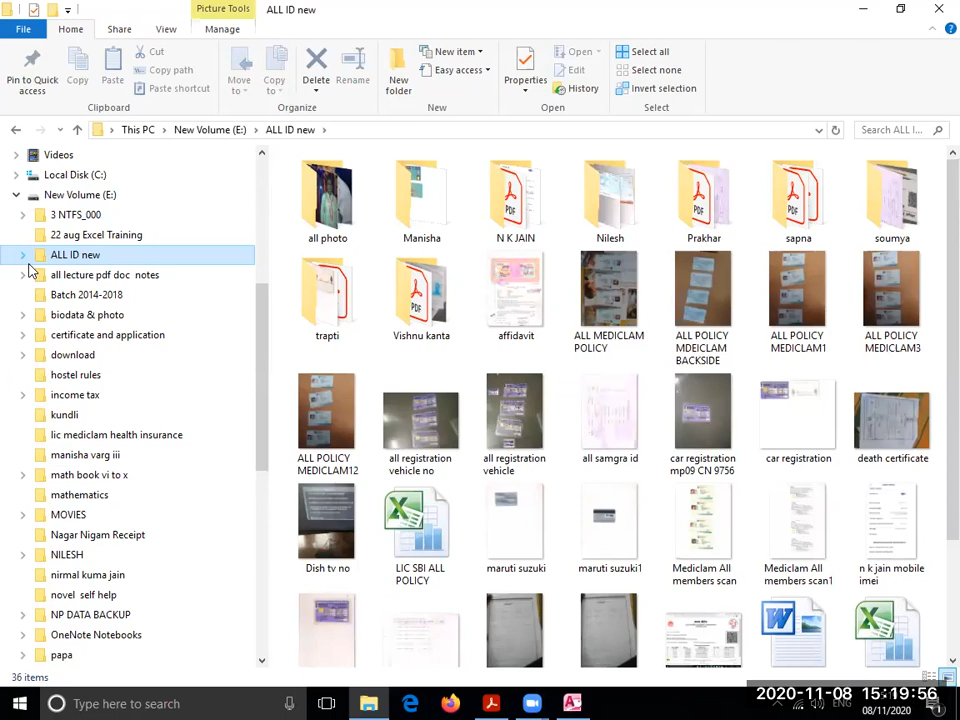 Picture Tools
ALL ID new
File
Home
Share
View
Manage
Pin to Quick access
Copy
Paste
Cut
Copy path
Paste shortcut
Clipboard
Move to
Copy to
Delete
Rename
Organize
New folder
New item
Easy access
New
Properties
Open
Edit
History
Open
Select all
Select none
Invert selection
Select
This PC > New Volume (E:) > ALL ID new >
Search ALL I...
Videos
Local Disk (C:)
New Volume (E:)
3 NTFS_000
22 aug Excel Training
ALL ID new
all lecture pdf doc notes
Batch 2014-2018
biodata & photo
certificate and application
download
hostel rules
income tax
kundli
lic mediclam health insurance
manisha varg iii
math book vi to x
mathematics
MOVIES
Nagar Nigam Receipt
NILESH
nirmal kuma jain
novel self help
NP DATA BACKUP
OneNote Notebooks
papa
all photo
Manisha
N K JAIN
Nilesh
Prakhar
sapna
soumya
PDF
PDF
PDF
trapti
Vishnu kanta
affidavit
ALL MEDICLAM POLICY
ALL POLICY MDEICLAM BACKSIDE
ALL POLICY MEDICLAM1
ALL POLICY MEDICLAM3
PDF
ALL POLICY MEDICLAM12
all registration vehicle no
all registration vehicle
all samgra id
car registration mp09 CN 9756
car registration
death certificate
Dish tv no
LIC SBI ALL POLICY
maruti suzuki
maruti suzuki1
Mediclam All members scan
Mediclam All members scan1
n k jain mobile imei
36 items
Type here to search
ENG
2020-11-08 15:19:56
08/11/2020